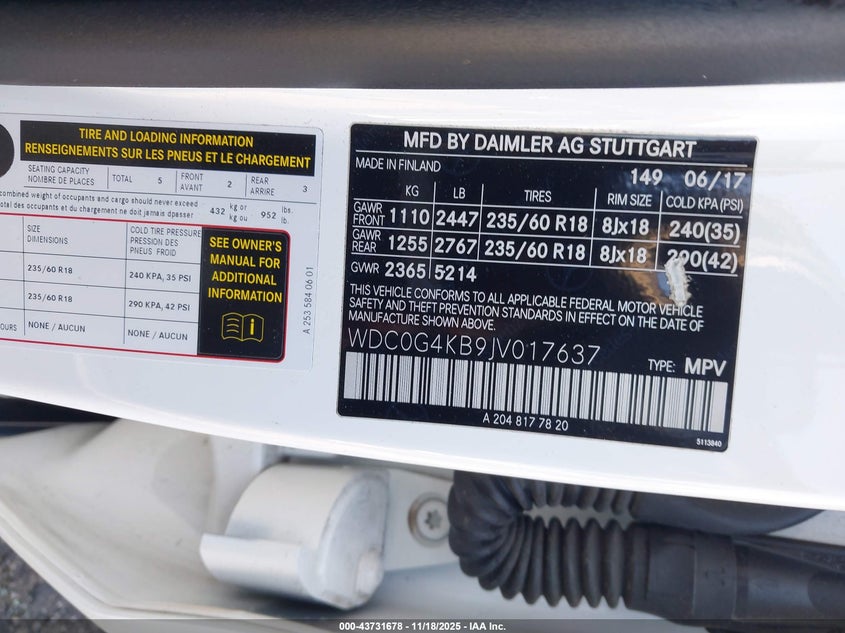 TIRE AND LOADING INFORMATION
RENSEIGNEMENTS SUR LES PNEUS ET LE CHARGEMENT
SEATING CAPACITY
NOMBRE DE PLACES
TOTAL 5
FRONT
AVANT 2
REAR
ARRIERE 3
combined weight of occupants and cargo should never exceed
total des occupants et du chargement ne doit jamais dépasser
432 kg ou
kg or
952 lbs.
lb.
SIZE
DIMENSIONS
COLD TIRE PRESSURE
PRESSION DES
PNEUS FROID
235/60 R18
240 KPA, 35 PSI
235/60 R18
290 KPA, 42 PSI
NONE / AUCUN
NONE / AUCUN
SEE OWNER'S
MANUAL FOR
ADDITIONAL
INFORMATION
A 253 584 06 01
MFD BY DAIMLER AG STUTTGART
MADE IN FINLAND
149 06/17
KG LB TIRES RIM SIZE COLD KPA (PSI)
GAWR
FRONT 1110 2447 235/60 R18 8Jx18 240(35)
GAWR
REAR 1255 2767 235/60 R18 8Jx18 290(42)
GVWR 2365 5214
THIS VEHICLE CONFORMS TO ALL APPLICABLE FEDERAL MOTOR VEHICLE
SAFETY AND THEFT PREVENTION STANDARDS IN EFFECT ON THE DATE OF
MANUFACTURE SHOWN ABOVE.
WDC0G4KB9JV017637
TYPE: MPV
A 204 817 78 20
5113840
000-43731678 | 11/18/2025 - IAA Inc.